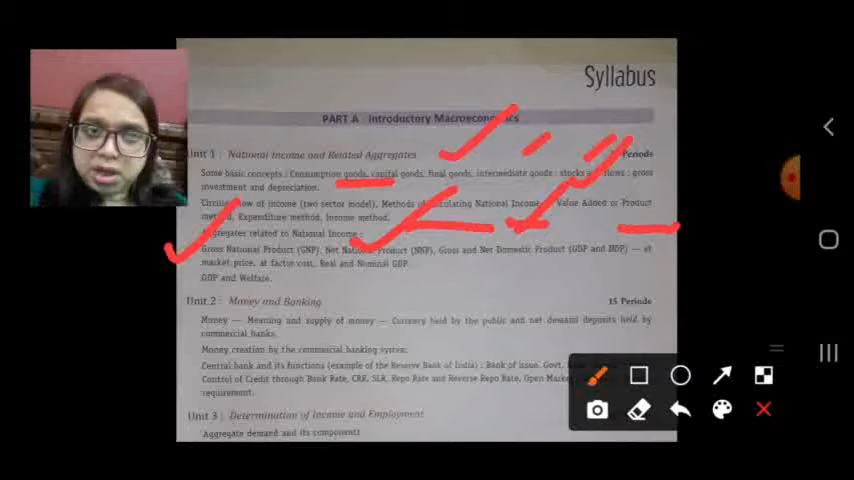 Syllabus
PART A Introductory Macroeconomics
Unit 1 : National Income and Related Aggregates
Periods
Some basic concepts : Consumption goods, capital goods, final goods, intermediate goods : stocks and flows : gross
investment and depreciation.
Circular flow of income (two sector model), Methods of Calculating National Income Value Added or Product
method, Expenditure method, Income method.
Aggregates related to National Income :
Gross National Product (GNP), Net National Product (NNP), Gross and Net Domestic Product (GDP and NDP) — at
market price, at factor cost, Real and Nominal GDP.
GDP and Welfare.
Unit 2 : Money and Banking
15 Periods
Money — Meaning and supply of money — Currency held by the public and net demand deposits held by
commercial banks.
Money creation by the commercial banking system.
Central bank and its functions (example of the Reserve Bank of India) : Bank of issue, Govt.
Control of Credit through Bank Rate, CRR, SLR, Repo Rate and Reverse Repo Rate, Open
requirement.
Unit 3 : Determination of Income and Employment
Aggregate demand and its components